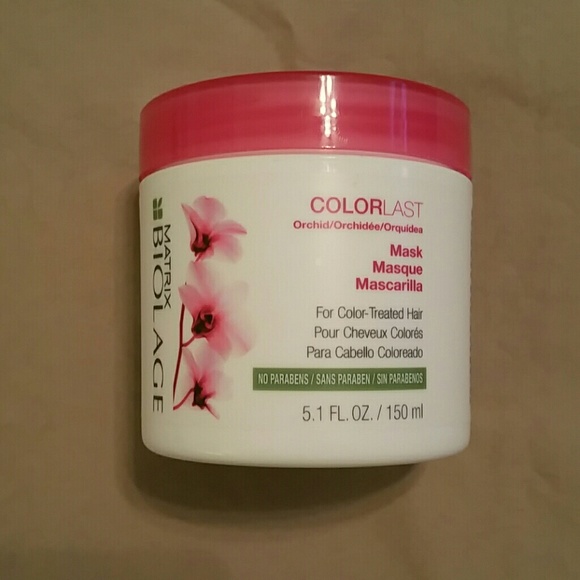 MATRIX
BIOLAGE
COLORLAST
Orchid/Orchidée/Orquídea
Mask
Masque
Mascarilla
For Color-Treated Hair
Pour Cheveux Colorés
Para Cabello Coloreado
NO PARABENS / SANS PARABEN / SIN PARABENOS
5.1 FL. OZ. / 150 ml